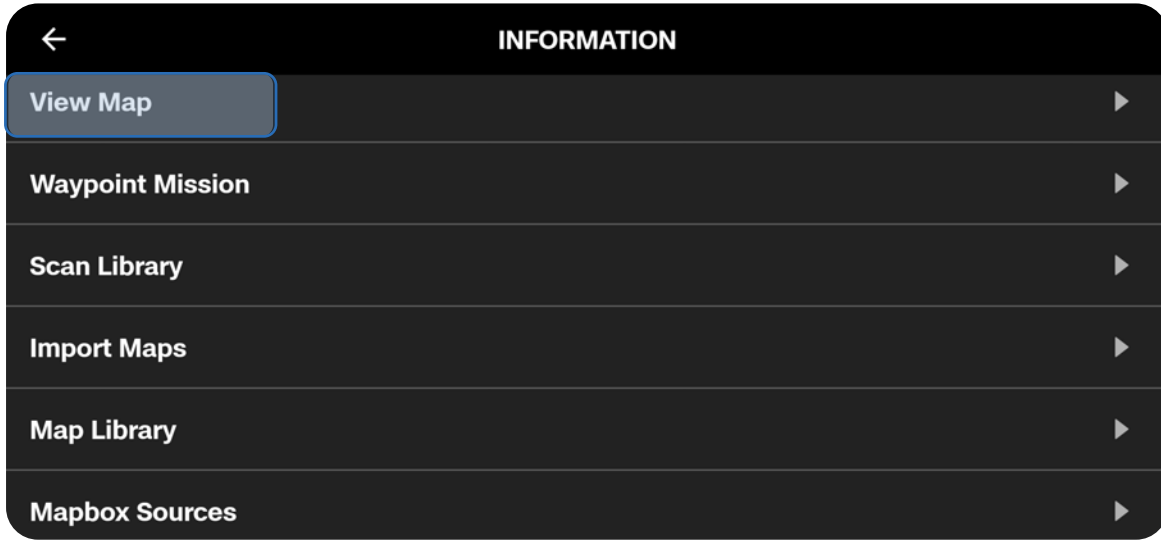 INFORMATION
View Map
Waypoint Mission
Scan Library
Import Maps
Map Library
Mapbox Sources